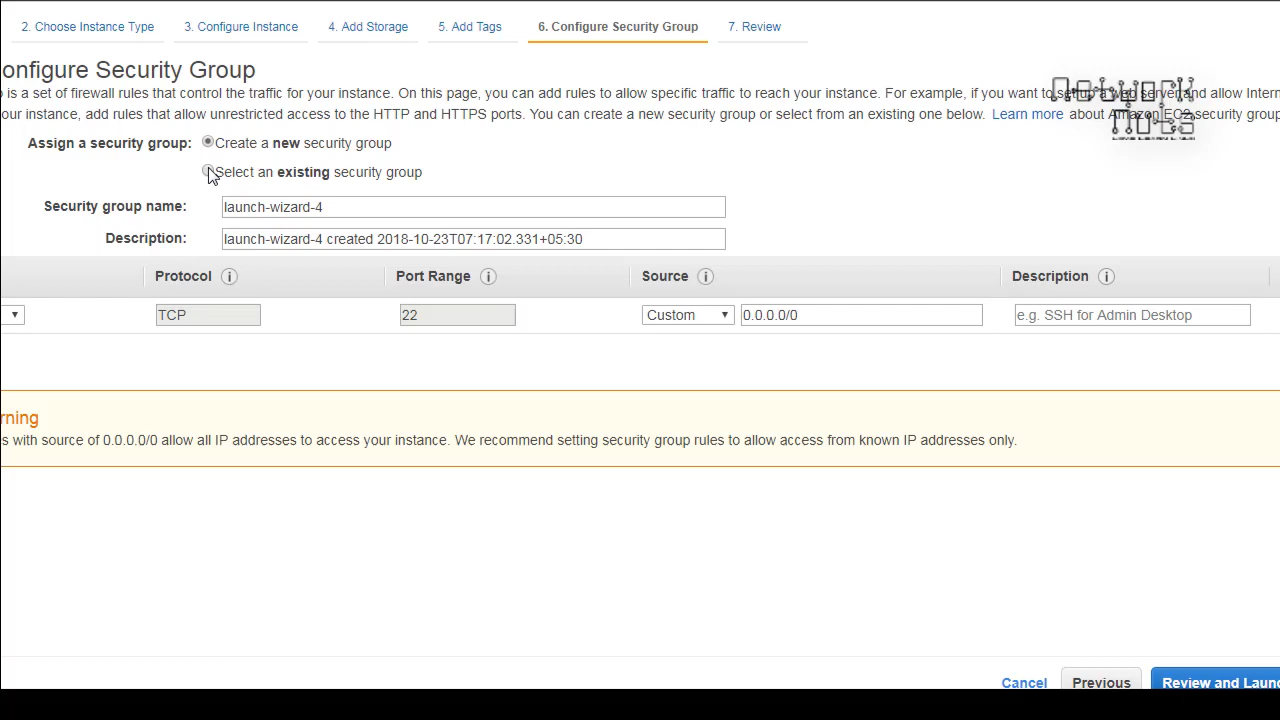 2. Choose Instance Type 3. Configure Instance 4. Add Storage 5. Add Tags 6. Configure Security Group 7. Review
onfigure Security Group
is a set of firewall rules that control the traffic for your instance. On this page, you can add rules to allow specific traffic to reach your instance. For example, if you want to set up a web server and allow Intern
our instance, add rules that allow unrestricted access to the HTTP and HTTPS ports. You can create a new security group or select from an existing one below. Learn more about Amazon EC2 security group
Network
Nuts
Assign a security group: Create a new security group
Select an existing security group
Security group name: launch-wizard-4
Description: launch-wizard-4 created 2018-10-23T07:17:02.331+05:30
Protocol Port Range Source Description
TCP 22 Custom 0.0.0.0/0 e.g. SSH for Admin Desktop
rning
s with source of 0.0.0.0/0 allow all IP addresses to access your instance. We recommend setting security group rules to allow access from known IP addresses only.
Cancel Previous Review and Laun